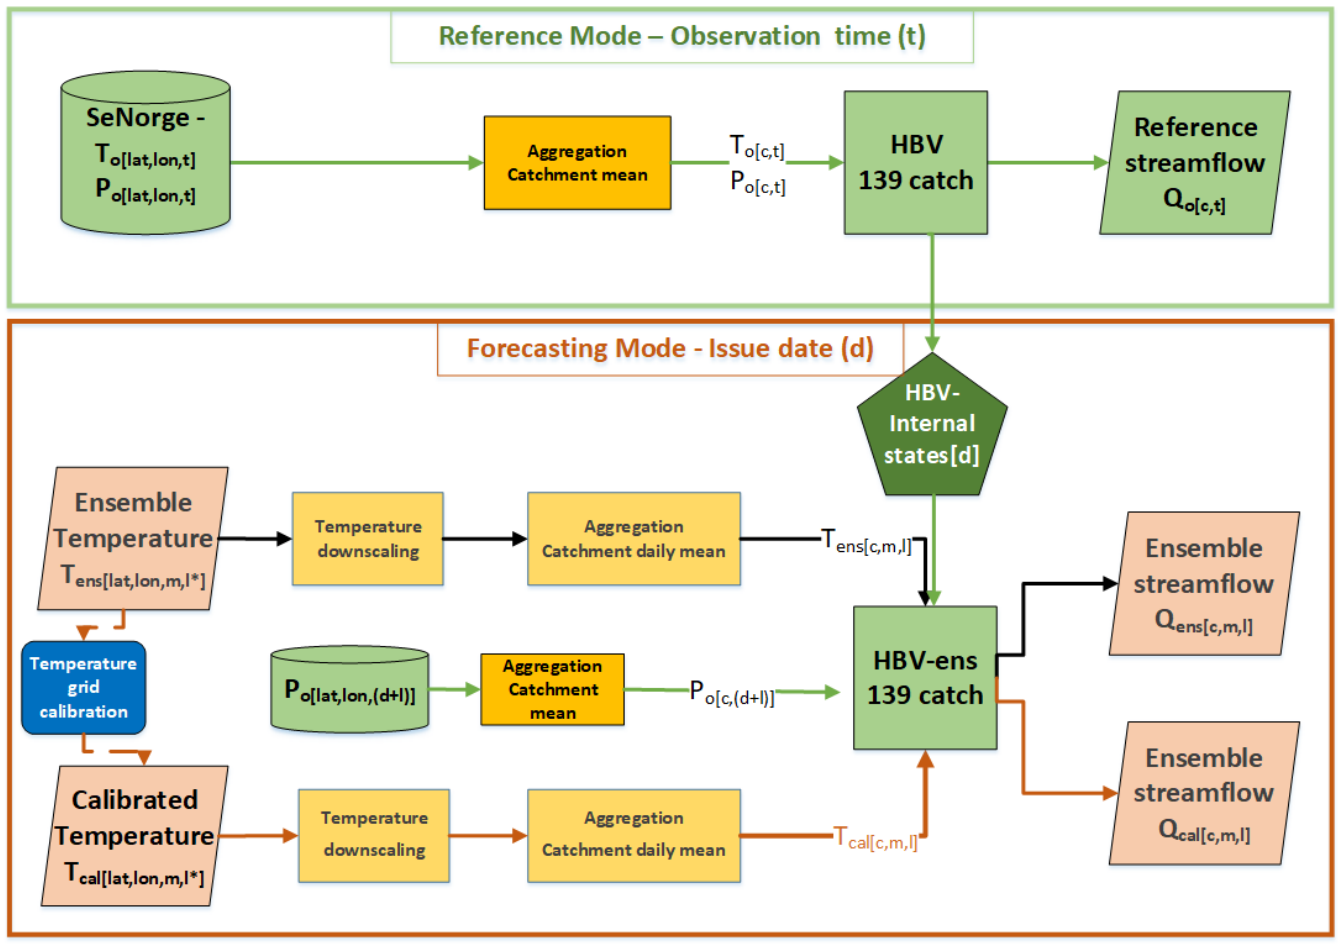 Reference Mode – Observation time (t)
SeNorge -
To[lat,lon,t]
Po[lat,lon,t]
Aggregation
Catchment mean
To[c,t]
Po[c,t]
HBV
139 catch
Reference
streamflow
Qo[c,t]
Forecasting Mode - Issue date (d)
HBV-
Internal
states[d]
Ensemble
Temperature
Tens[lat,lon,m,l*]
Temperature
downscaling
Aggregation
Catchment daily mean
Tens[c,m,l]
Ensemble
streamflow
Qens[c,m,l]
Temperature
grid
calibration
Po[lat,lon,(d+l)]
Aggregation
Catchment
mean
Po[c,(d+l)]
HBV-ens
139 catch
Calibrated
Temperature
Tcal[lat,lon,m,l*]
Temperature
downscaling
Aggregation
Catchment daily mean
Tcal[c,m,l]
Ensemble
streamflow
Qcal[c,m,l]